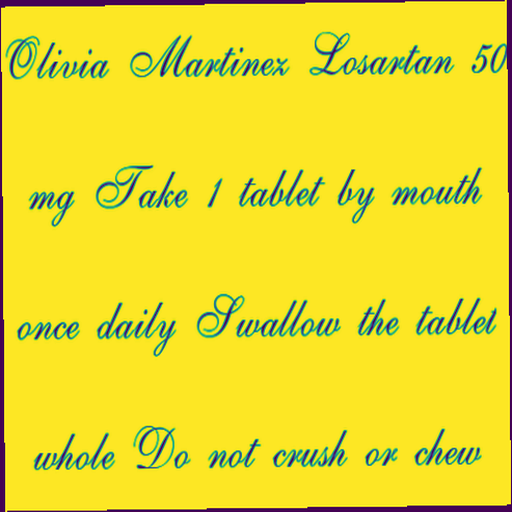 Olivia Martinez Losartan 50
mg Take 1 tablet by mouth
once daily Swallow the tablet
whole Do not crush or chew